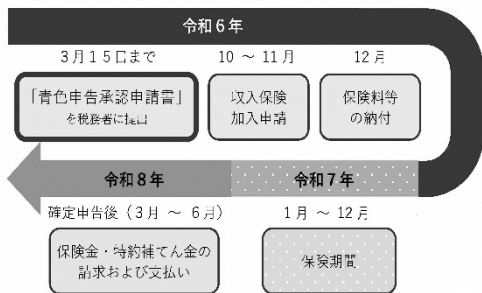 令和6年
3月15日まで
10 ～ 11月
12月
「青色申告承認申請書」
を税務署に提出
収入保険
加入申請
保険料等
の納付
令和8年
令和7年
確定申告後（3月 ～ 6月）
1月 ～ 12月
保険金・特約補てん金の
請求および支払い
保険期間